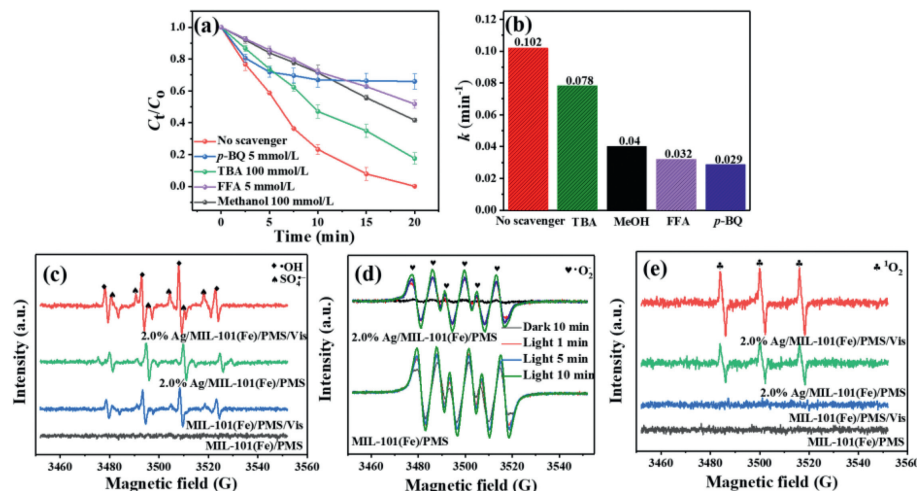 (a)
1.0
0.8
0.6
0.4
0.2
0.0
Ct/Co
No scavenger
p-BQ 5 mmol/L
TBA 100 mmol/L
FFA 5 mmol/L
Methanol 100 mmol/L
0 5 10 15 20
Time (min)
(b)
0.12
0.10
0.08
0.06
0.04
0.02
0.00
k (min⁻¹)
0.102
0.078
0.04
0.032
0.029
No scavenger TBA MeOH FFA p-BQ
(c)
♦ •OH
♠ SO₄•⁻
2.0% Ag/MIL-101(Fe)/PMS/Vis
2.0% Ag/MIL-101(Fe)/PMS
MIL-101(Fe)/PMS/Vis
MIL-101(Fe)/PMS
Intensity (a.u.)
3460 3480 3500 3520 3540 3560
Magnetic field (G)
(d)
♥ •O₂
2.0% Ag/MIL-101(Fe)/PMS
Dark 10 min
Light 1 min
Light 5 min
Light 10 min
MIL-101(Fe)/PMS
Intensity (a.u.)
3440 3480 3520
Magnetic field (G)
(e)
♣ ¹O₂
2.0% Ag/MIL-101(Fe)/PMS/Vis
2.0% Ag/MIL-101(Fe)/PMS
MIL-101(Fe)/PMS/Vis
MIL-101(Fe)/PMS
Intensity (a.u.)
3460 3480 3500 3520 3540 3560
Magnetic field (G)